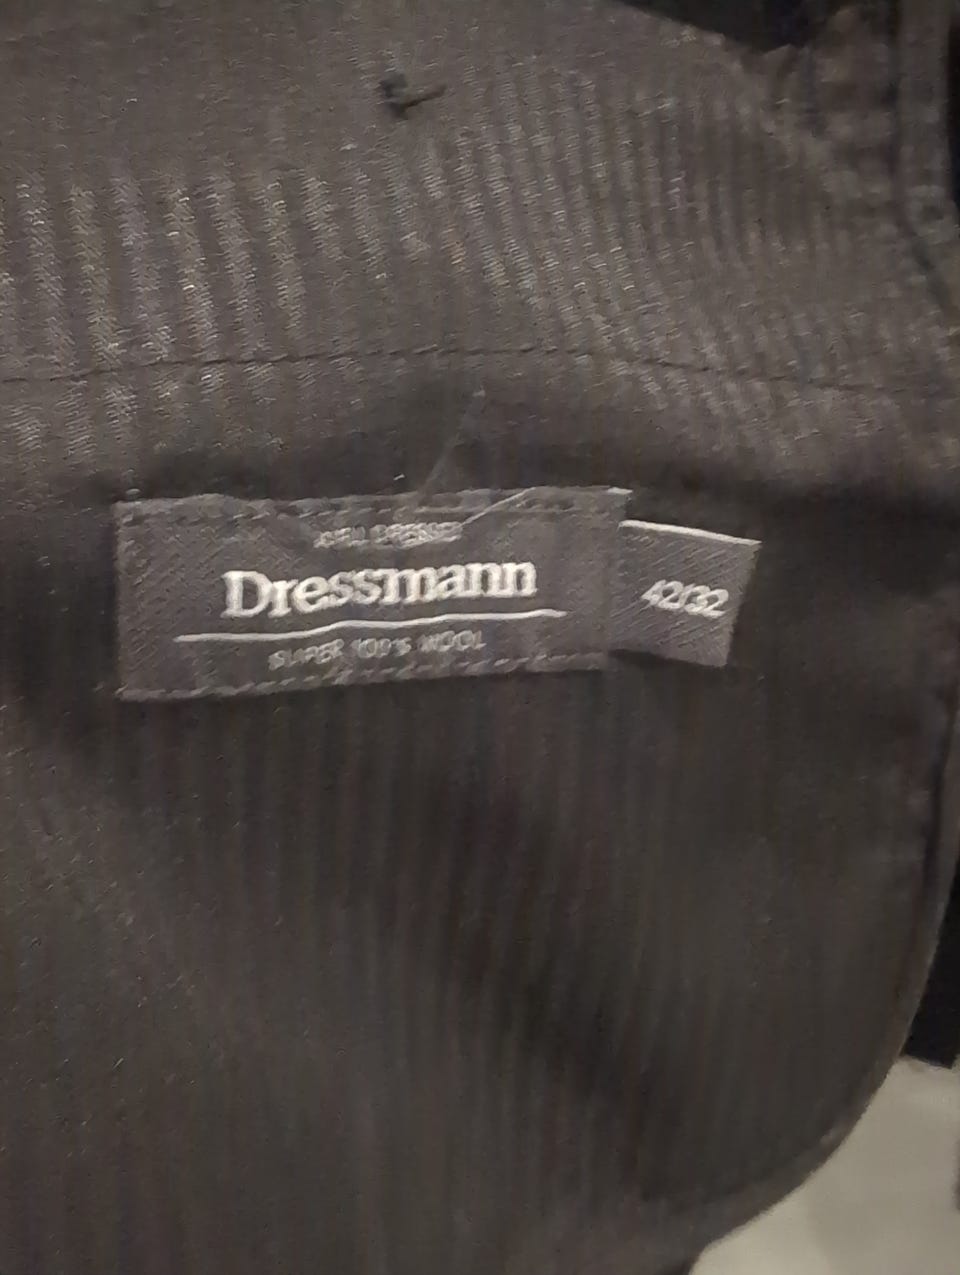 WELL DRESSED
Dressmann
SUPER 100'S WOOL
42/32